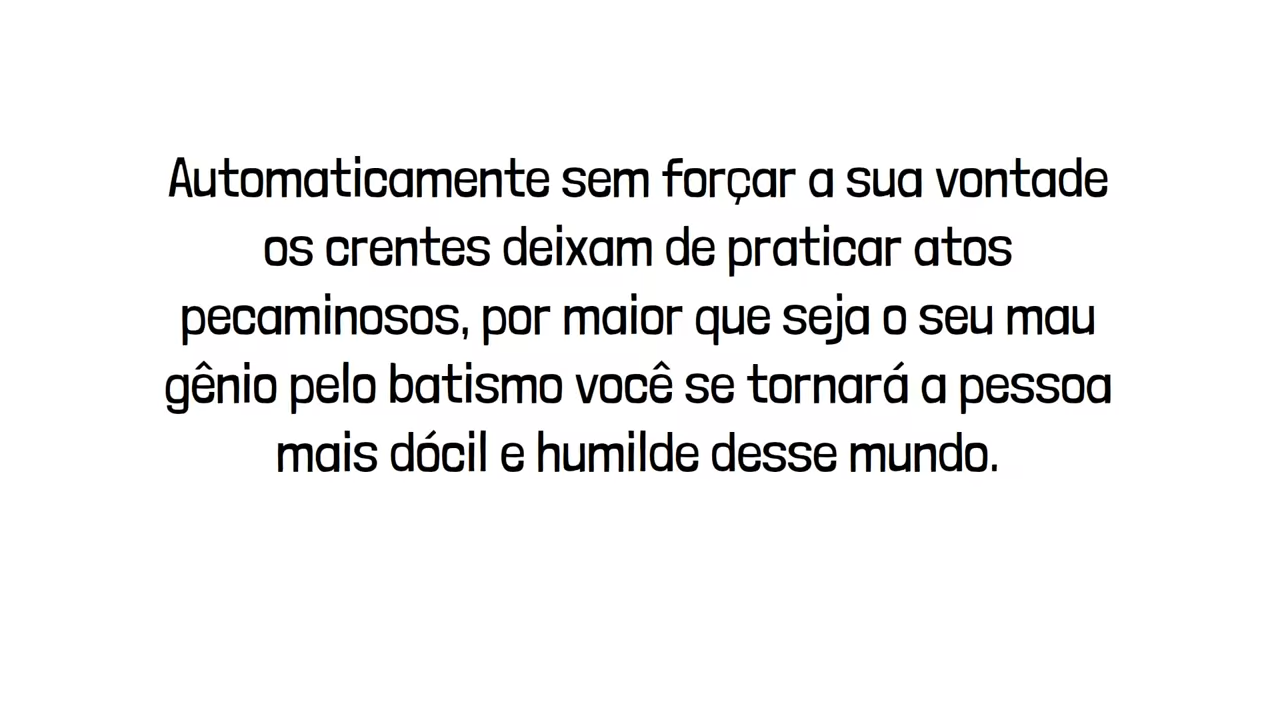 Automaticamente sem forçar a sua vontade
os crentes deixam de praticar atos
pecaminosos, por maior que seja o seu mau
gênio pelo batismo você se tornará a pessoa
mais dócil e humilde desse mundo.